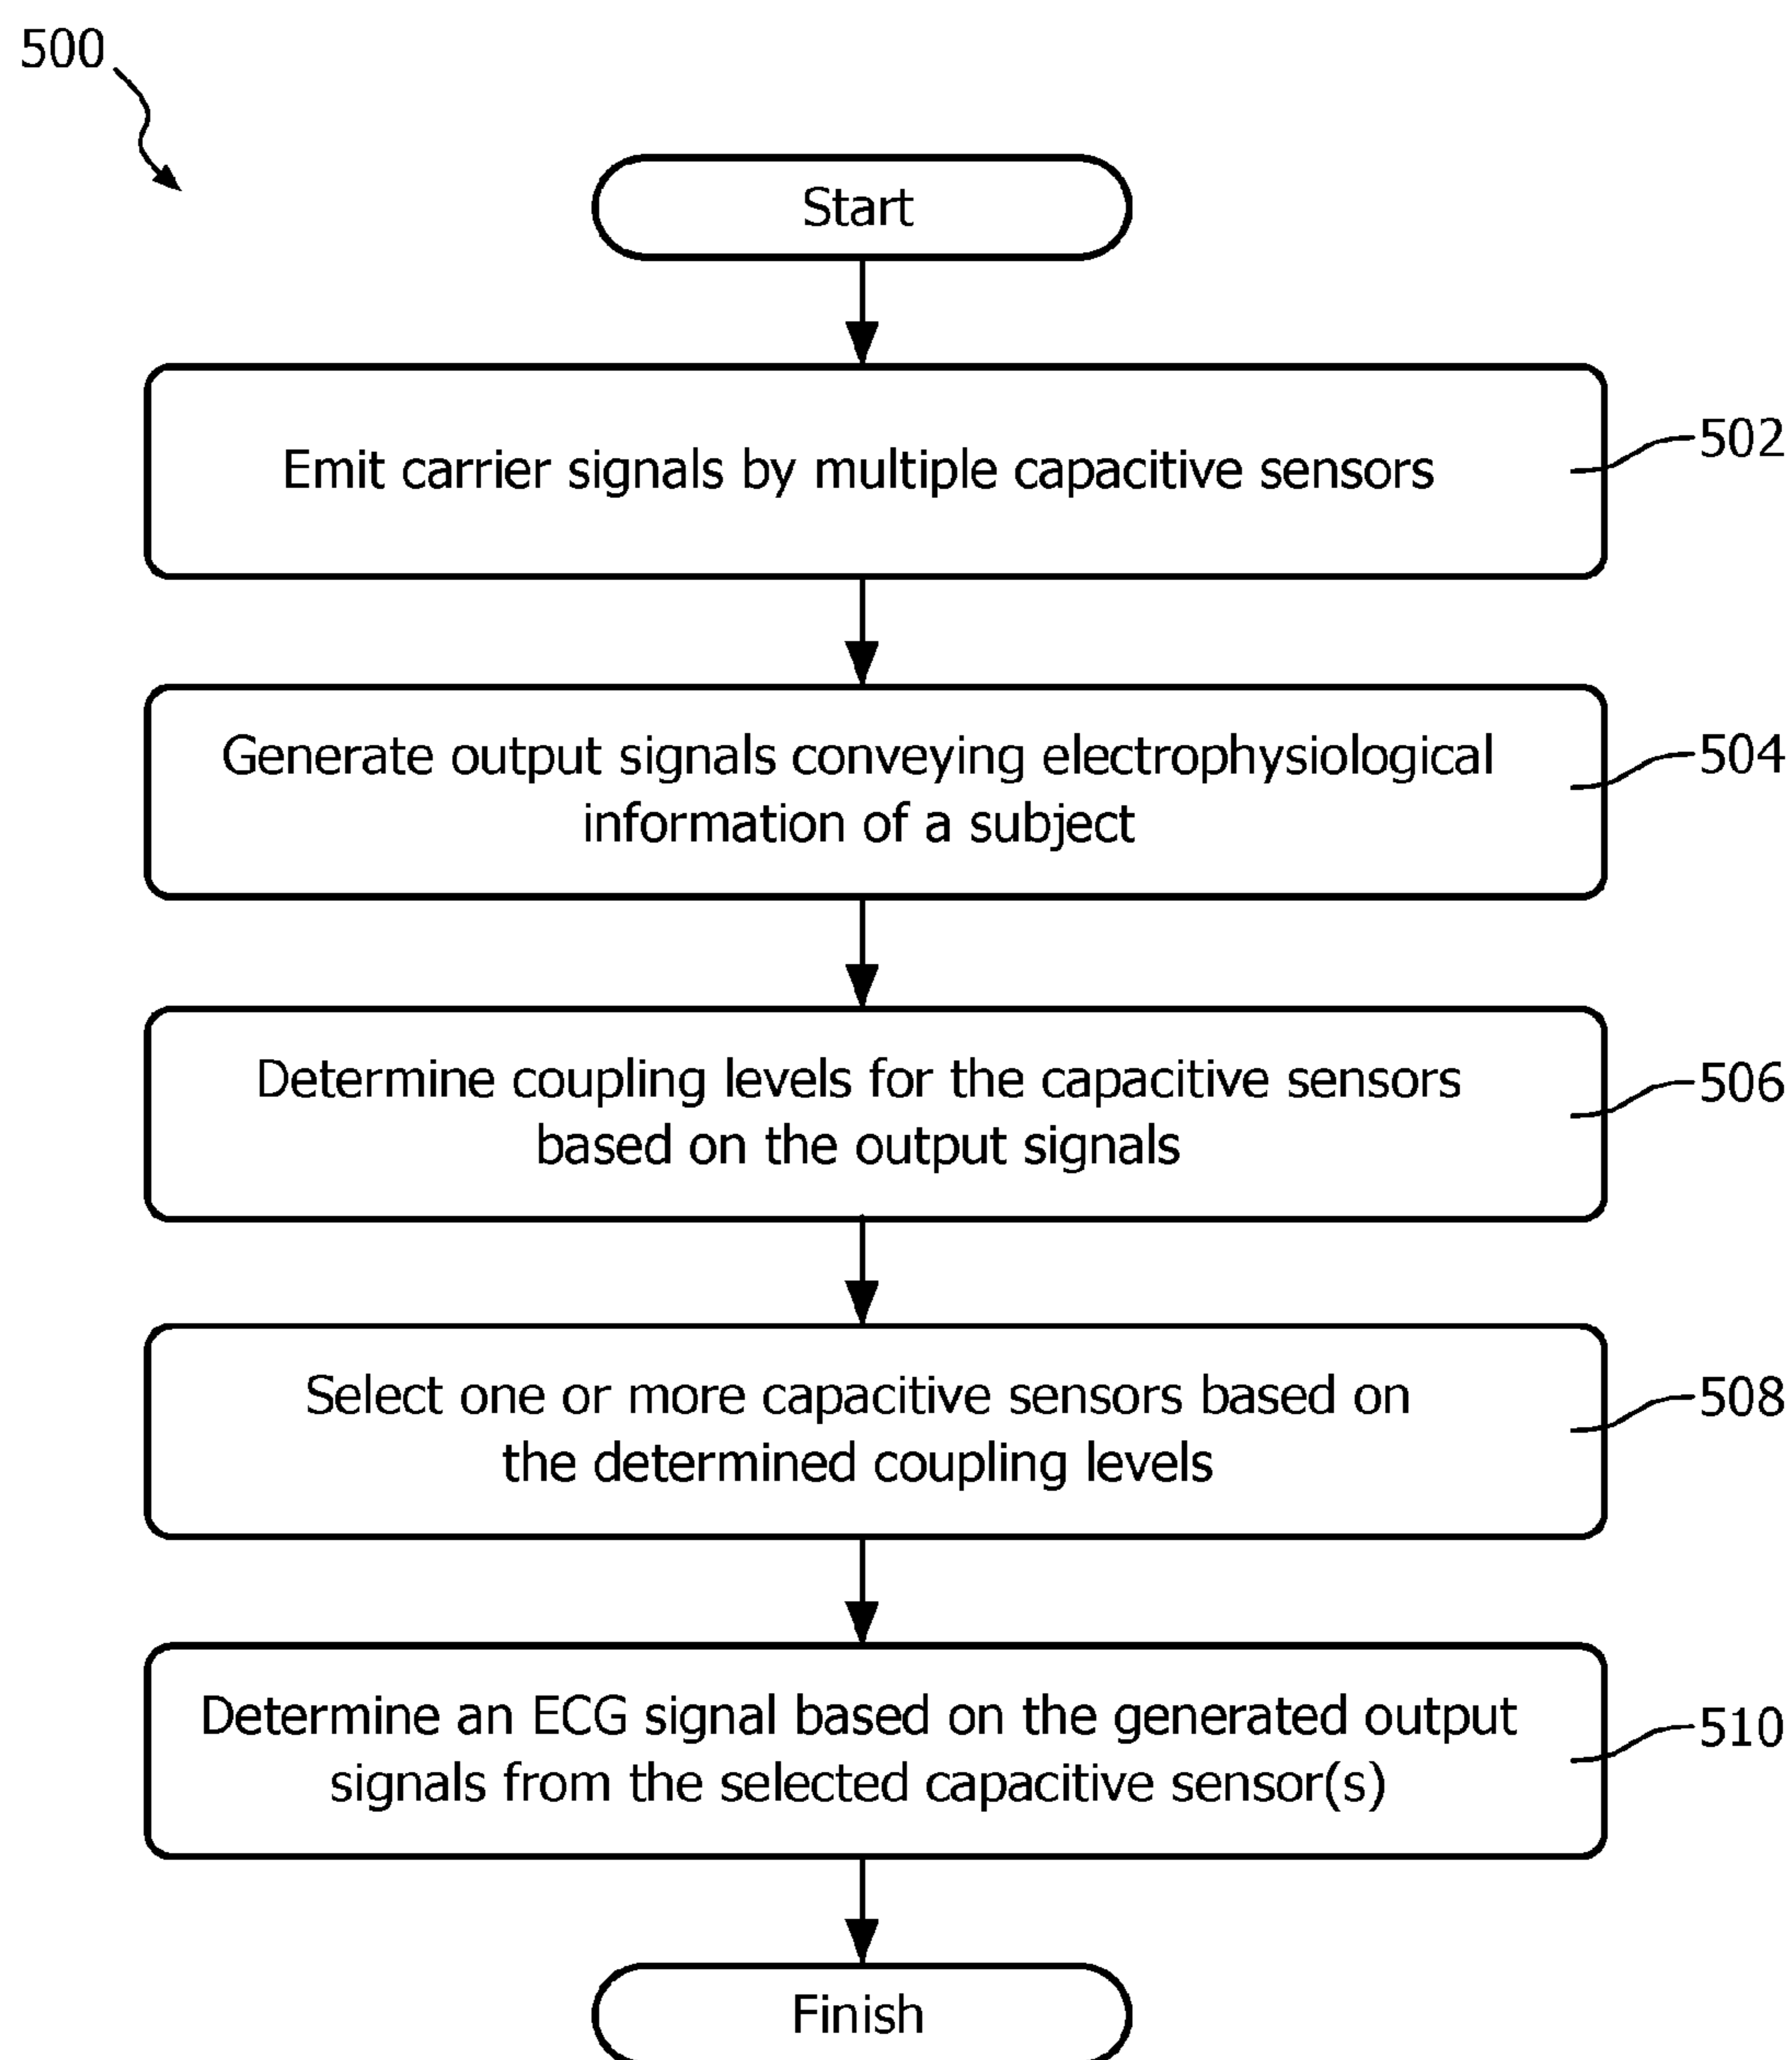 500
Start
Emit carrier signals by multiple capacitive sensors
502
Generate output signals conveying electrophysiological
information of a subject
504
Determine coupling levels for the capacitive sensors
based on the output signals
506
Select one or more capacitive sensors based on
the determined coupling levels
508
Determine an ECG signal based on the generated output
signals from the selected capacitive sensor(s)
510
Finish